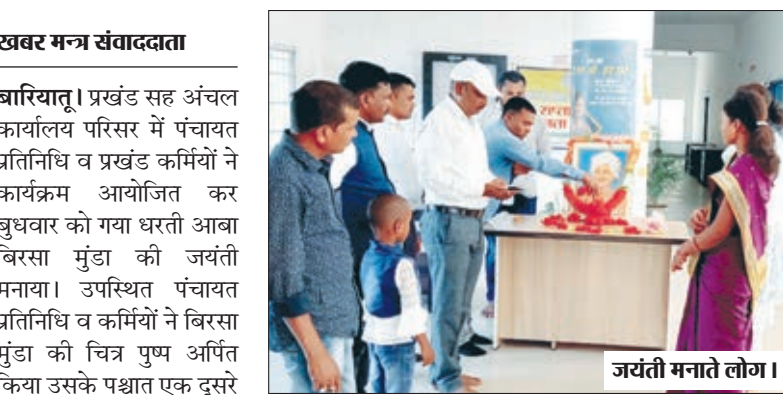 खबर मन्त्र संवाददाता
बारियातू। प्रखंड सह अंचल
कार्यालय परिसर में पंचायत
प्रतिनिधि व प्रखंड कर्मियों ने
कार्यक्रम आयोजित कर
बुधवार को गया धरती आबा
बिरसा मुंडा की जयंती
मनाया। उपस्थित पंचायत
प्रतिनिधि व कर्मियों ने बिरसा
मुंडा की चित्र पुष्प अर्पित
किया उसके पश्चात एक दूसरे
जयंती मनाते लोग।